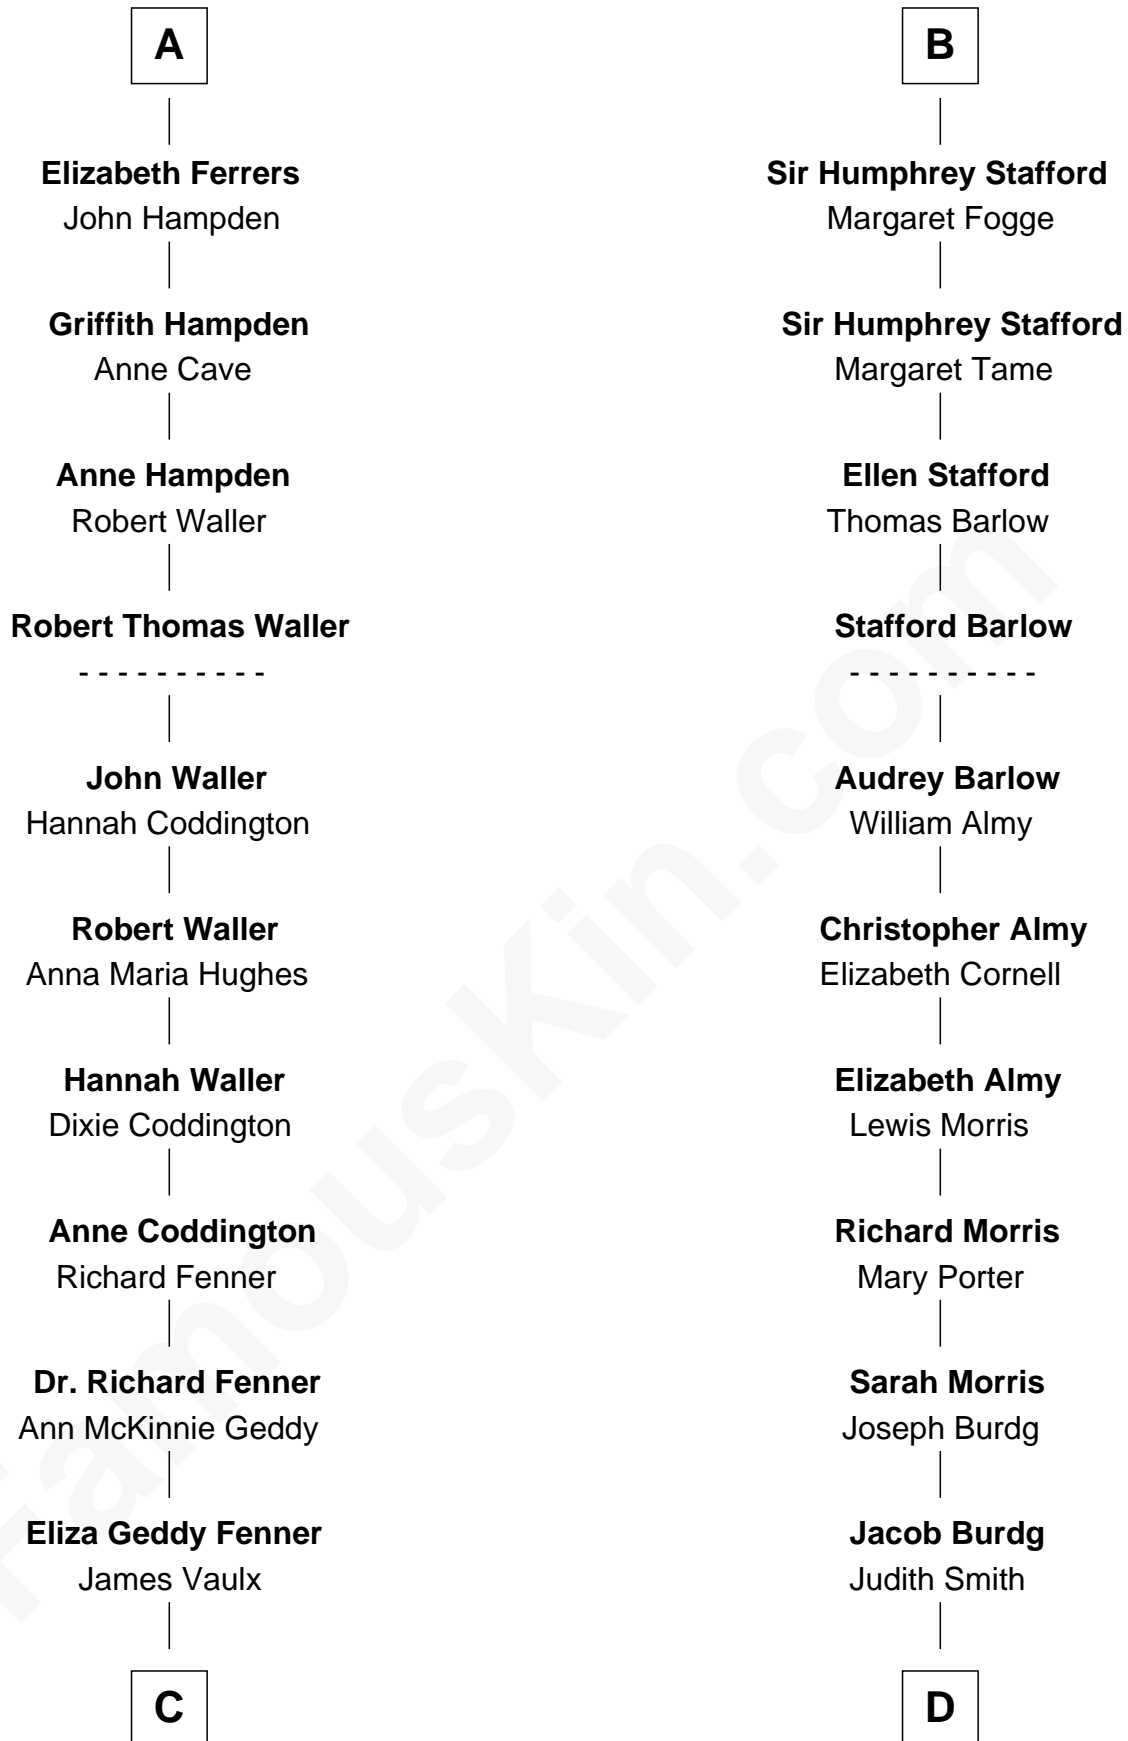 A
Elizabeth Ferrers
John Hampden
Griffith Hampden
Anne Cave
Anne Hampden
Robert Waller
Robert Thomas Waller
- - - - - - - - - -
John Waller
Hannah Coddington
Robert Waller
Anna Maria Hughes
Hannah Waller
Dixie Coddington
Anne Coddington
Richard Fenner
Dr. Richard Fenner
Ann McKinnie Geddy
Eliza Geddy Fenner
James Vaulx
C
B
Sir Humphrey Stafford
Margaret Fogge
Sir Humphrey Stafford
Margaret Tame
Ellen Stafford
Thomas Barlow
Stafford Barlow
- - - - - - - - - -
Audrey Barlow
William Almy
Christopher Almy
Elizabeth Cornell
Elizabeth Almy
Lewis Morris
Richard Morris
Mary Porter
Sarah Morris
Joseph Burdg
Jacob Burdg
Judith Smith
D
FamousKin.com